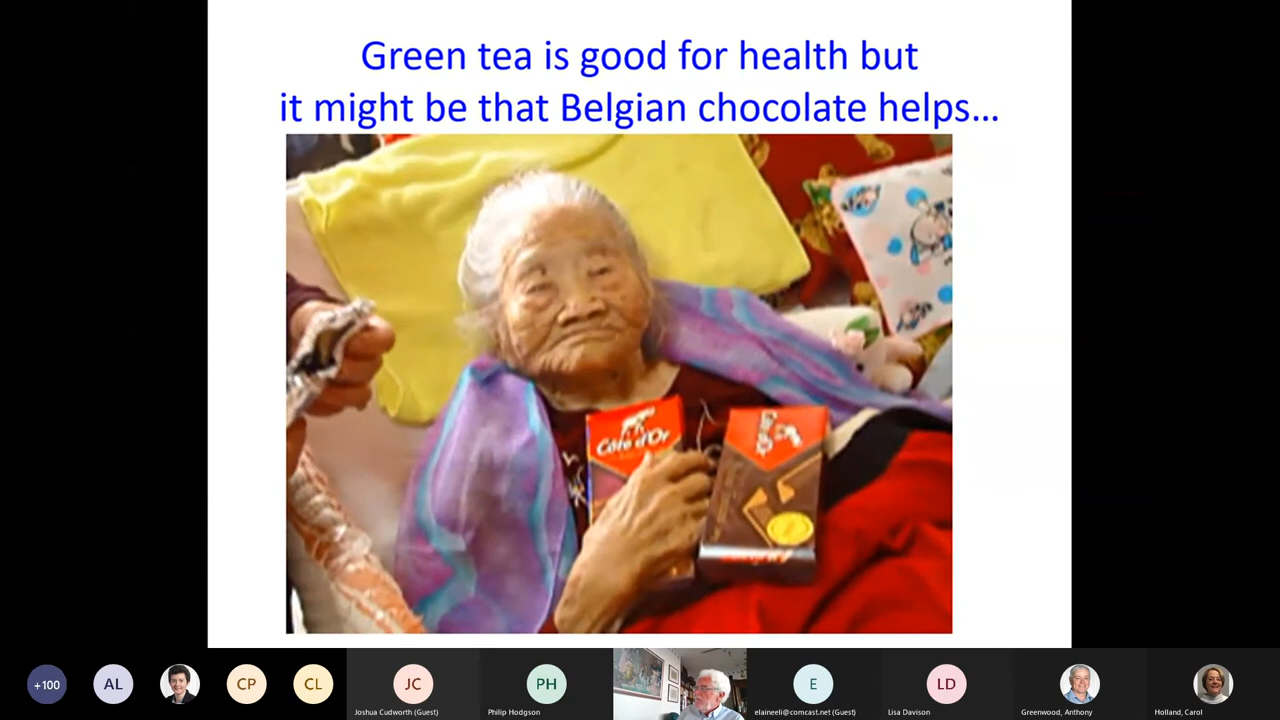 Green tea is good for health but
it might be that Belgian chocolate helps...
Côte d'Or
Côte d'Or
+100
AL
CP
CL
JC
PH
E
LD
Joshua Cudworth (Guest)
Philip Hodgson
elaineeli@comcast.net (Guest)
Lisa Davison
Greenwood, Anthony
Holland, Carol